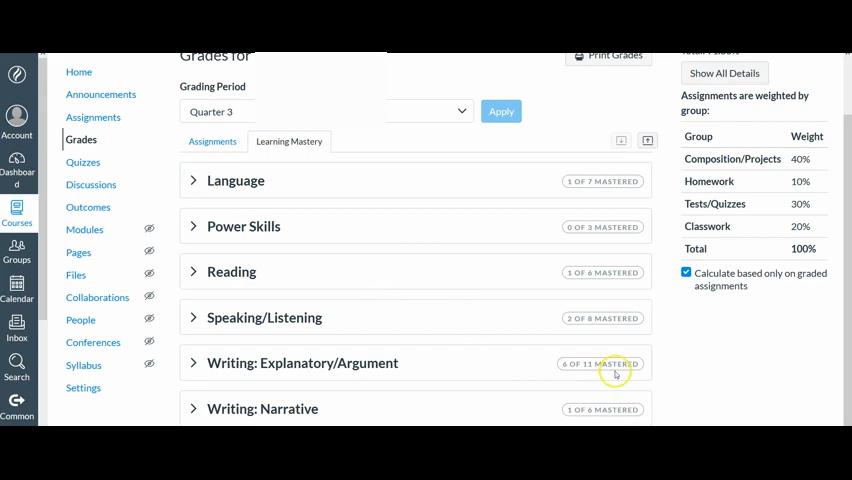 Grades for
Print Grades
Show All Details
Grading Period
Quarter 3
Apply
Assignments are weighted by
group:
Group Weight
Composition/Projects 40%
Homework 10%
Tests/Quizzes 30%
Classwork 20%
Total 100%
Calculate based only on graded
assignments
Assignments
Learning Mastery
Language
1 OF 7 MASTERED
Power Skills
0 OF 3 MASTERED
Reading
1 OF 6 MASTERED
Speaking/Listening
2 OF 8 MASTERED
Writing: Explanatory/Argument
6 OF 11 MASTERED
Writing: Narrative
1 OF 6 MASTERED
Home
Announcements
Assignments
Grades
Quizzes
Discussions
Outcomes
Modules
Pages
Files
Collaborations
People
Conferences
Syllabus
Settings
Account
Dashboar
d
Courses
Groups
Calendar
Inbox
Search
Common